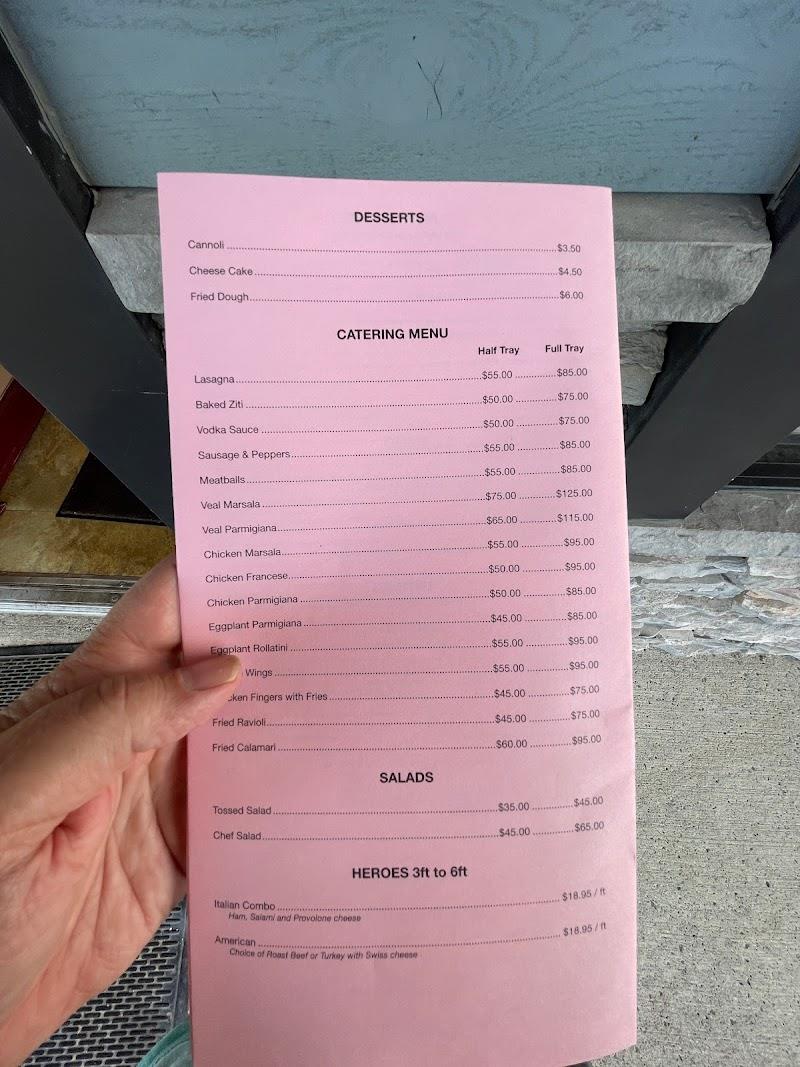 DESSERTS
Cannoli ........ $3.50
Cheese Cake ........ $4.50
Fried Dough ........ $6.00
CATERING MENU
Half Tray Full Tray
Lasagna ........ $55.00 ........ $85.00
Baked Ziti ........ $50.00 ........ $75.00
Vodka Sauce ........ $50.00 ........ $75.00
Sausage & Peppers ........ $55.00 ........ $85.00
Meatballs ........ $55.00 ........ $85.00
Veal Marsala ........ $75.00 ........ $125.00
Veal Parmigiana ........ $65.00 ........ $115.00
Chicken Marsala ........ $55.00 ........ $95.00
Chicken Francese ........ $50.00 ........ $95.00
Chicken Parmigiana ........ $50.00 ........ $85.00
Eggplant Parmigiana ........ $45.00 ........ $85.00
Eggplant Rollatini ........ $55.00 ........ $95.00
Wings ........ $55.00 ........ $95.00
cken Fingers with Fries ........ $45.00 ........ $75.00
Fried Ravioli ........ $45.00 ........ $75.00
Fried Calamari ........ $60.00 ........ $95.00
SALADS
Tossed Salad ........ $35.00 ........ $45.00
Chef Salad ........ $45.00 ........ $65.00
HEROES 3ft to 6ft
Italian Combo ........ $18.95 / ft
Ham, Salami and Provolone cheese
American ........ $18.95 / ft
Choice of Roast Beef or Turkey with Swiss cheese